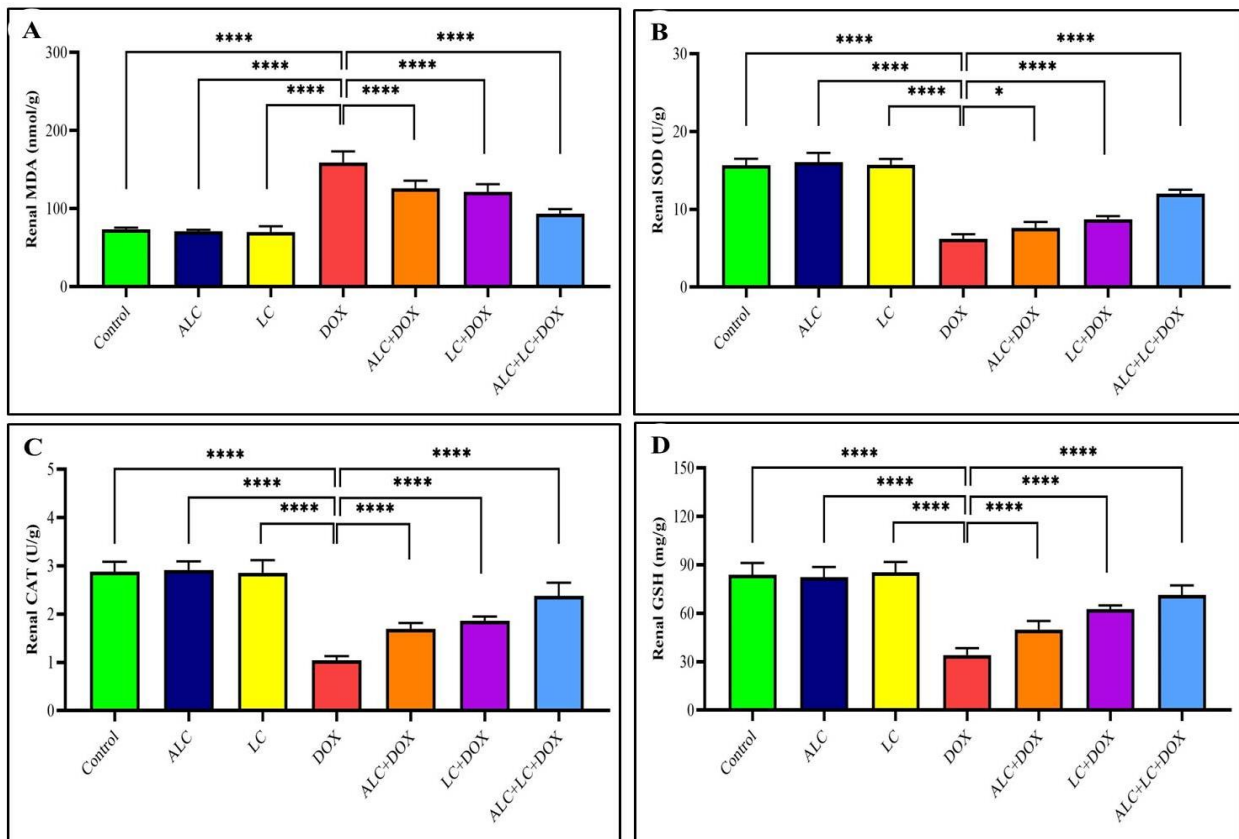 A
Renal MDA (nmol/g)
300
200
100
0
**** ****
**** ****
**** ****
Control ALC LC DOX ALC+DOX LC+DOX ALC+LC+DOX
B
Renal SOD (U/g)
30
20
10
0
**** ****
**** ****
**** *
Control ALC LC DOX ALC+DOX LC+DOX ALC+LC+DOX
C
Renal CAT (U/g)
5
4
3
2
1
0
**** ****
**** ****
**** ****
Control ALC LC DOX ALC+DOX LC+DOX ALC+LC+DOX
D
Renal GSH (mg/g)
150
120
90
60
30
0
**** ****
**** ****
**** ****
Control ALC LC DOX ALC+DOX LC+DOX ALC+LC+DOX